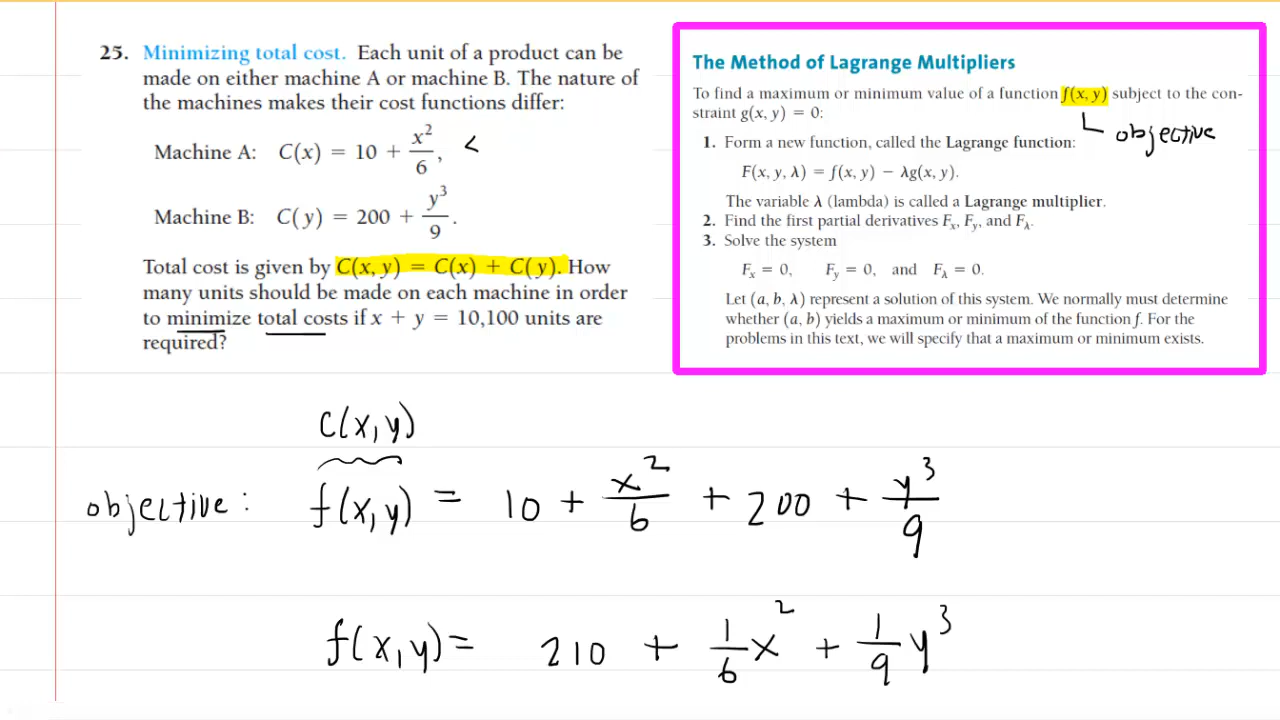 25. Minimizing total cost. Each unit of a product can be
made on either machine A or machine B. The nature of
the machines makes their cost functions differ:
Machine A: C(x) = 10 + x²/6, <
Machine B: C(y) = 200 + y³/9.
Total cost is given by C(x, y) = C(x) + C(y). How
many units should be made on each machine in order
to minimize total costs if x + y = 10,100 units are
required?
The Method of Lagrange Multipliers
To find a maximum or minimum value of a function f(x, y) subject to the con-
straint g(x, y) = 0:
objective
1. Form a new function, called the Lagrange function:
F(x, y, λ) = f(x, y) − λg(x, y).
The variable λ (lambda) is called a Lagrange multiplier.
2. Find the first partial derivatives Fx, Fy, and Fλ.
3. Solve the system
Fx = 0, Fy = 0, and Fλ = 0.
Let (a, b, λ) represent a solution of this system. We normally must determine
whether (a, b) yields a maximum or minimum of the function f. For the
problems in this text, we will specify that a maximum or minimum exists.
C(x,y)
objective: f(x,y) = 10 + x²/6 + 200 + y³/9
f(x,y) = 210 + 1/6 x² + 1/9 y³